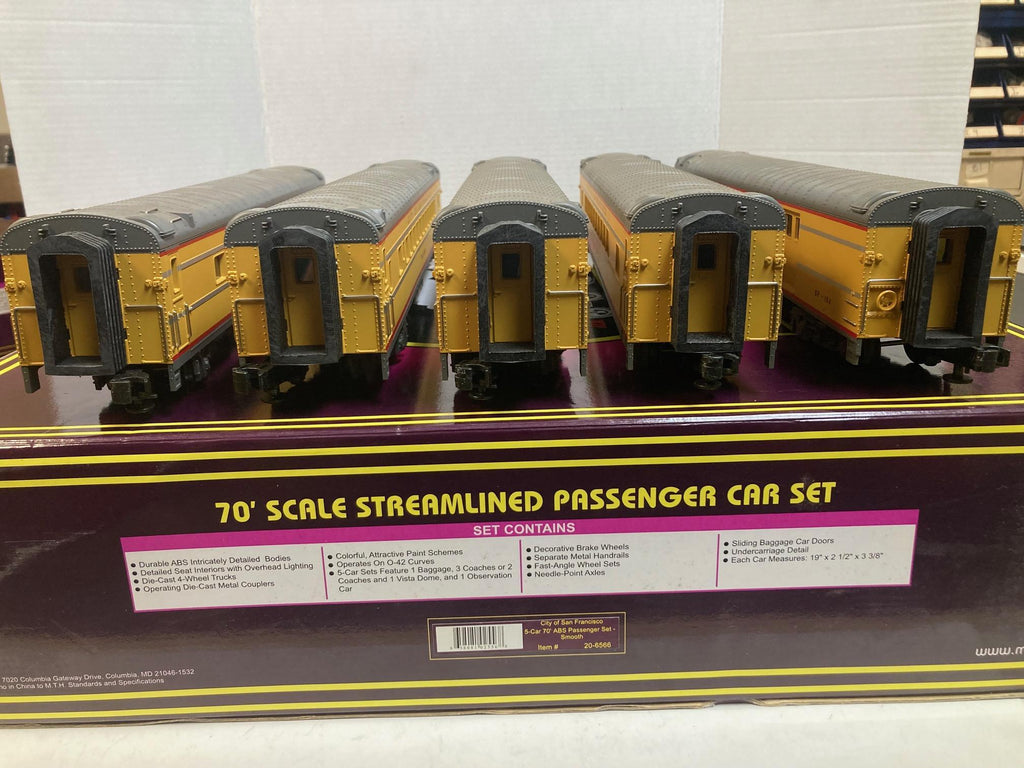 70' SCALE STREAMLINED PASSENGER CAR SET
SET CONTAINS
• Durable ABS Intricately Detailed Bodies
• Detailed Seat Interiors with Overhead Lighting
• Die-Cast 4-Wheel Trucks
• Operating Die-Cast Metal Couplers
• Colorful, Attractive Paint Schemes
• Operates On O-42 Curves
• 5-Car Sets Feature 1 Baggage, 3 Coaches or 2
Coaches and 1 Vista Dome, and 1 Observation
Car
• Decorative Brake Wheels
• Separate Metal Handrails
• Fast-Angle Wheel Sets
• Needle-Point Axles
• Sliding Baggage Car Doors
• Undercarriage Detail
• Each Car Measures: 19" x 2 1/2" x 3 3/8"
City of San Francisco
5-Car 70' ABS Passenger Set -
Smooth
Item # 20-6566
7020 Columbia Gateway Drive, Columbia, MD 21046-1532
in China to M.T.H. Standards and Specifications
www.m